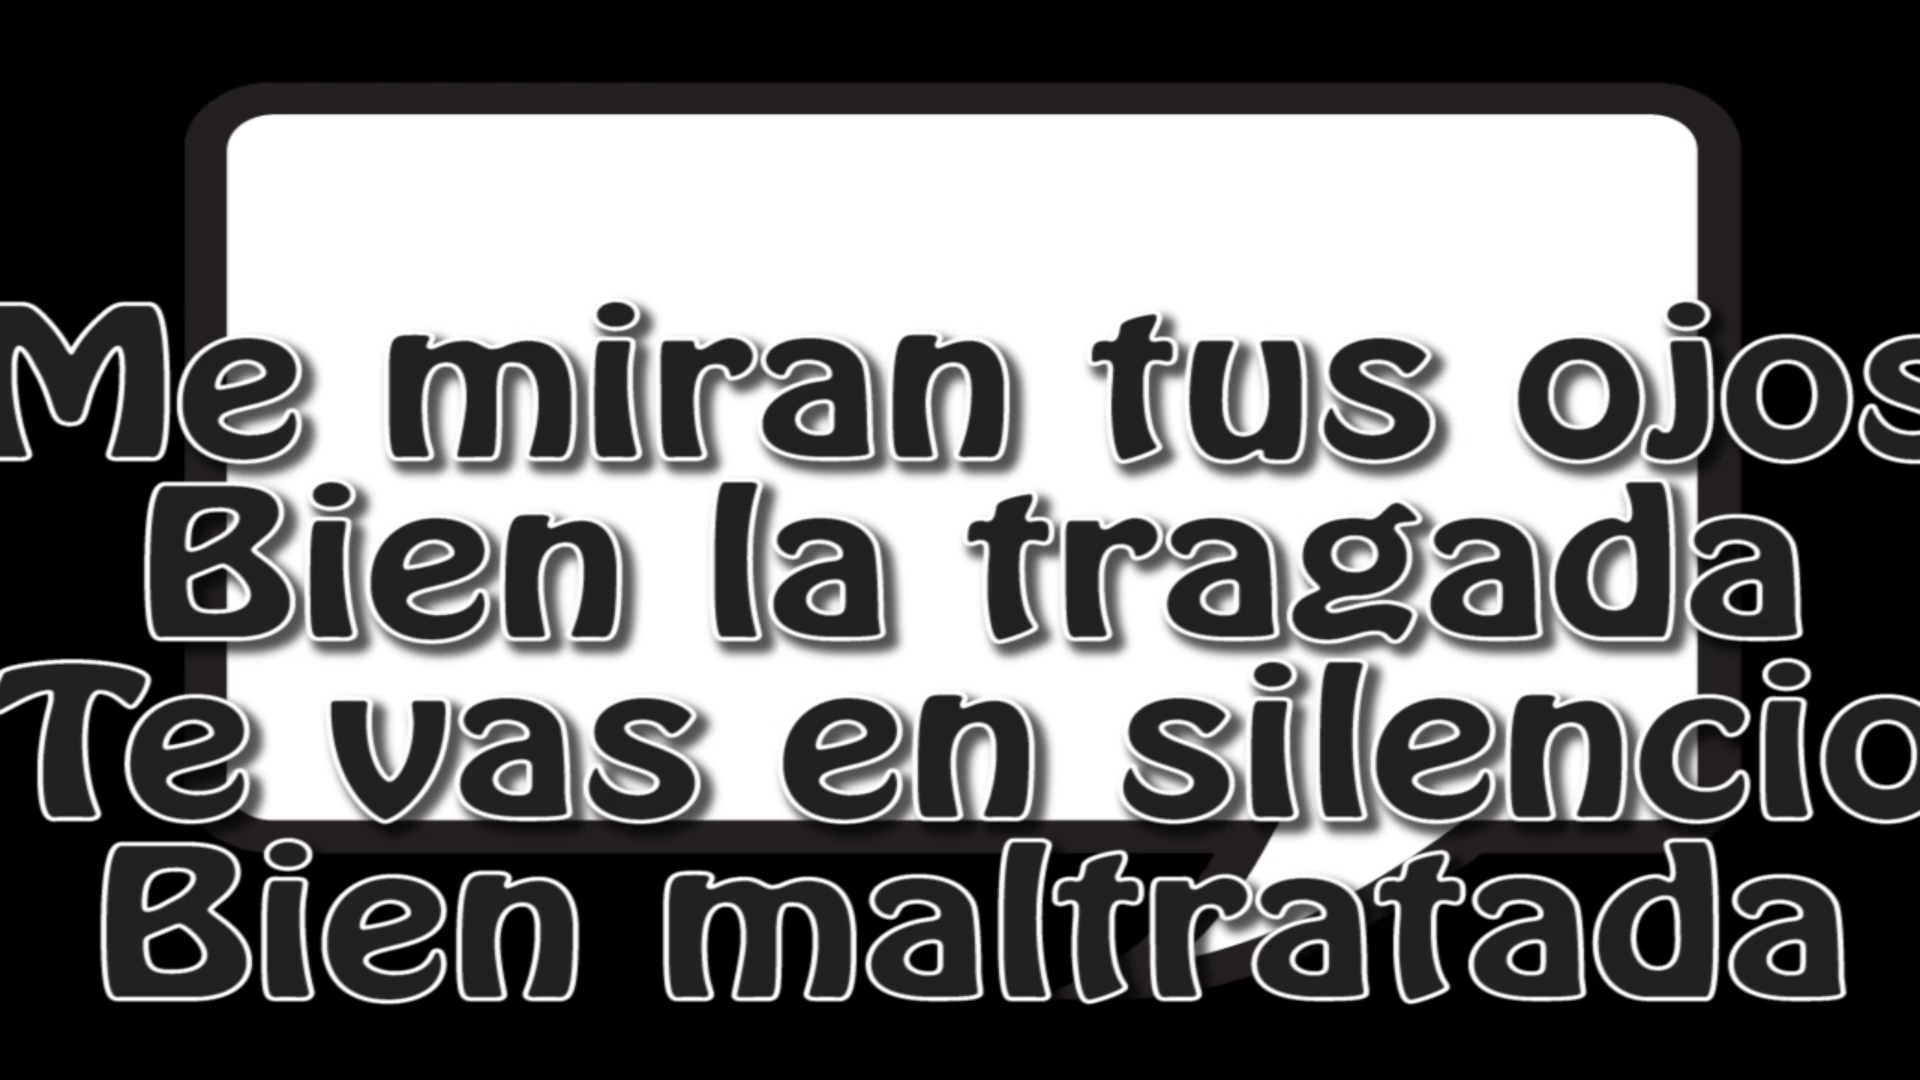 Me miran tus ojos
Bien la tragada
Te vas en silencio
Bien maltratada